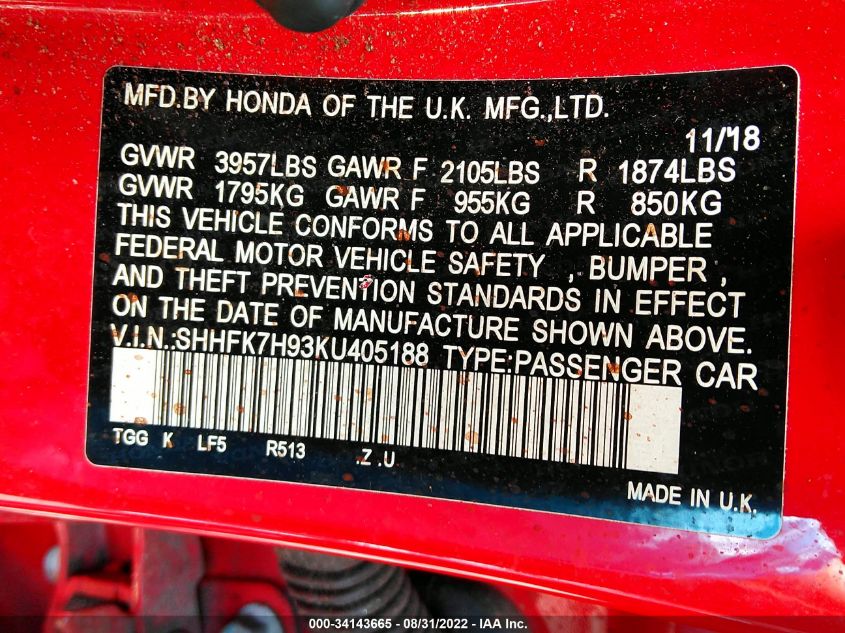 MFD.BY HONDA OF THE U.K. MFG.,LTD.
11/18
GVWR 3957LBS GAWR F 2105LBS R 1874LBS
GVWR 1795KG GAWR F 955KG R 850KG
THIS VEHICLE CONFORMS TO ALL APPLICABLE
FEDERAL MOTOR VEHICLE SAFETY , BUMPER ,
AND THEFT PREVENTION STANDARDS IN EFFECT
ON THE DATE OF MANUFACTURE SHOWN ABOVE.
V.I.N.:SHHFK7H93KU405188 TYPE:PASSENGER CAR
TGG K LF5 R513 .Z .U
MADE IN U.K.
000-34143665 - 08/31/2022 - IAA Inc.